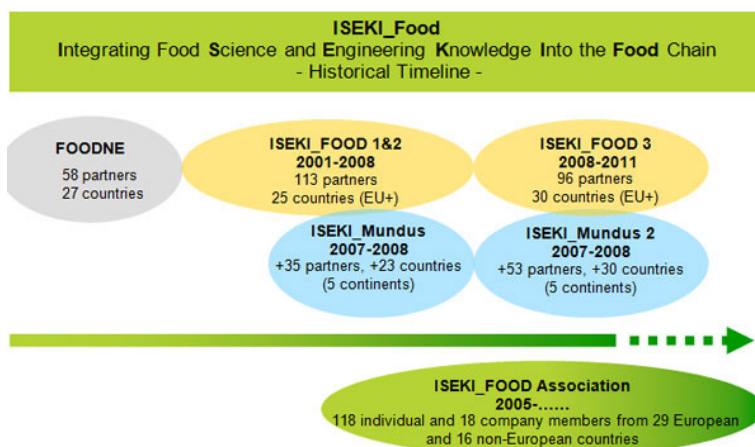 ISEKI_Food
Integrating Food Science and Engineering Knowledge Into the Food Chain
- Historical Timeline -
FOODNE
58 partners
27 countries
ISEKI_FOOD 1&2
2001-2008
113 partners
25 countries (EU+)
ISEKI_FOOD 3
2008-2011
96 partners
30 countries (EU+)
ISEKI_Mundus
2007-2008
+35 partners, +23 countries
(5 continents)
ISEKI_Mundus 2
2007-2008
+53 partners, +30 countries
(5 continents)
ISEKI_FOOD Association
2005-......
118 individual and 18 company members from 29 European
and 16 non-European countries